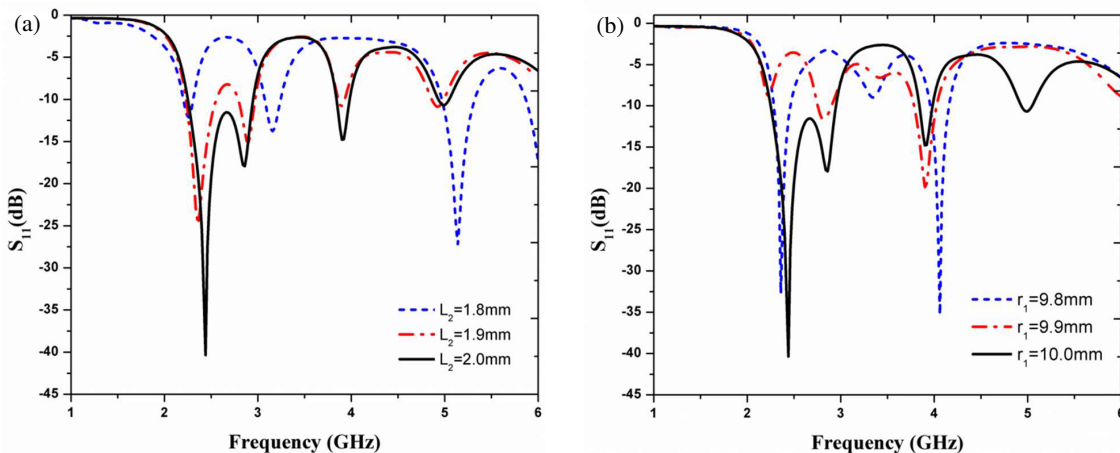 (a)
0
-5
-10
-15
-20
-25
-30
-35
-40
-45
S11(dB)
L2=1.8mm
L2=1.9mm
L2=2.0mm
1 2 3 4 5 6
Frequency (GHz)
(b)
0
-5
-10
-15
-20
-25
-30
-35
-40
-45
S11(dB)
r1=9.8mm
r1=9.9mm
r1=10.0mm
1 2 3 4 5 6
Frequency (GHz)